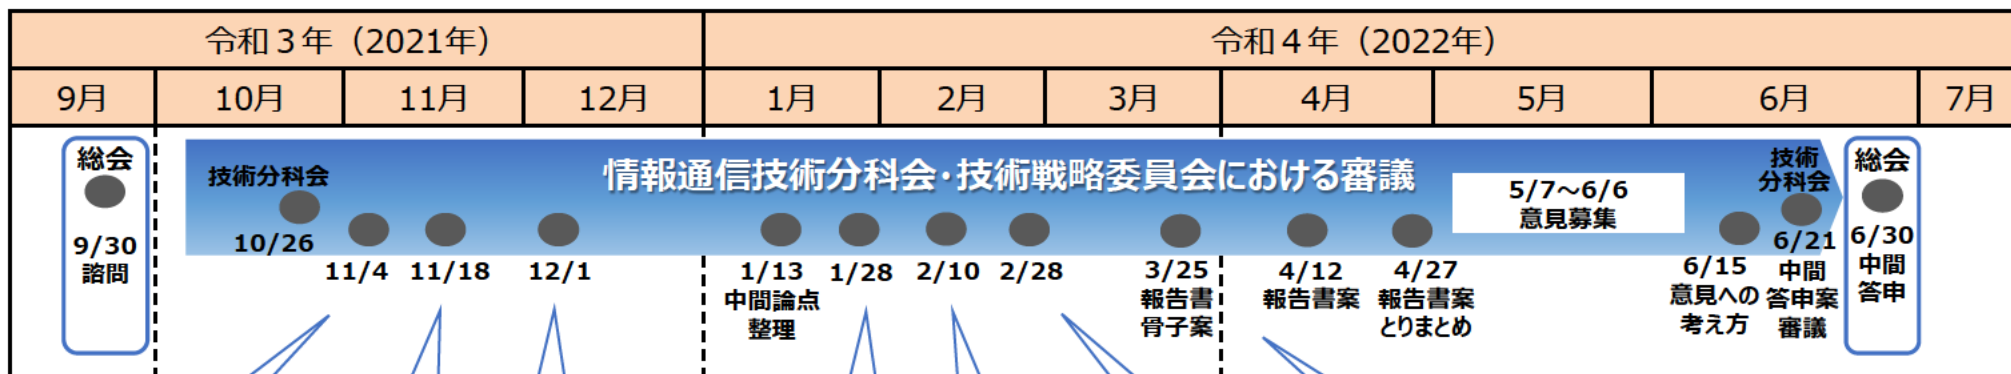 令和３年（2021年）
令和４年（2022年）
9月
10月
11月
12月
1月
2月
3月
4月
5月
6月
7月
情報通信技術分科会・技術戦略委員会における審議
総会
9/30
諮問
技術分科会
10/26
11/4
11/18
12/1
1/13
中間論点
整理
1/28
2/10
2/28
3/25
報告書
骨子案
4/12
報告書案
4/27
報告書案
とりまとめ
5/7～6/6
意見募集
6/15
意見への
考え方
技術
分科会
6/21
中間
答申案
審議
総会
6/30
中間
答申